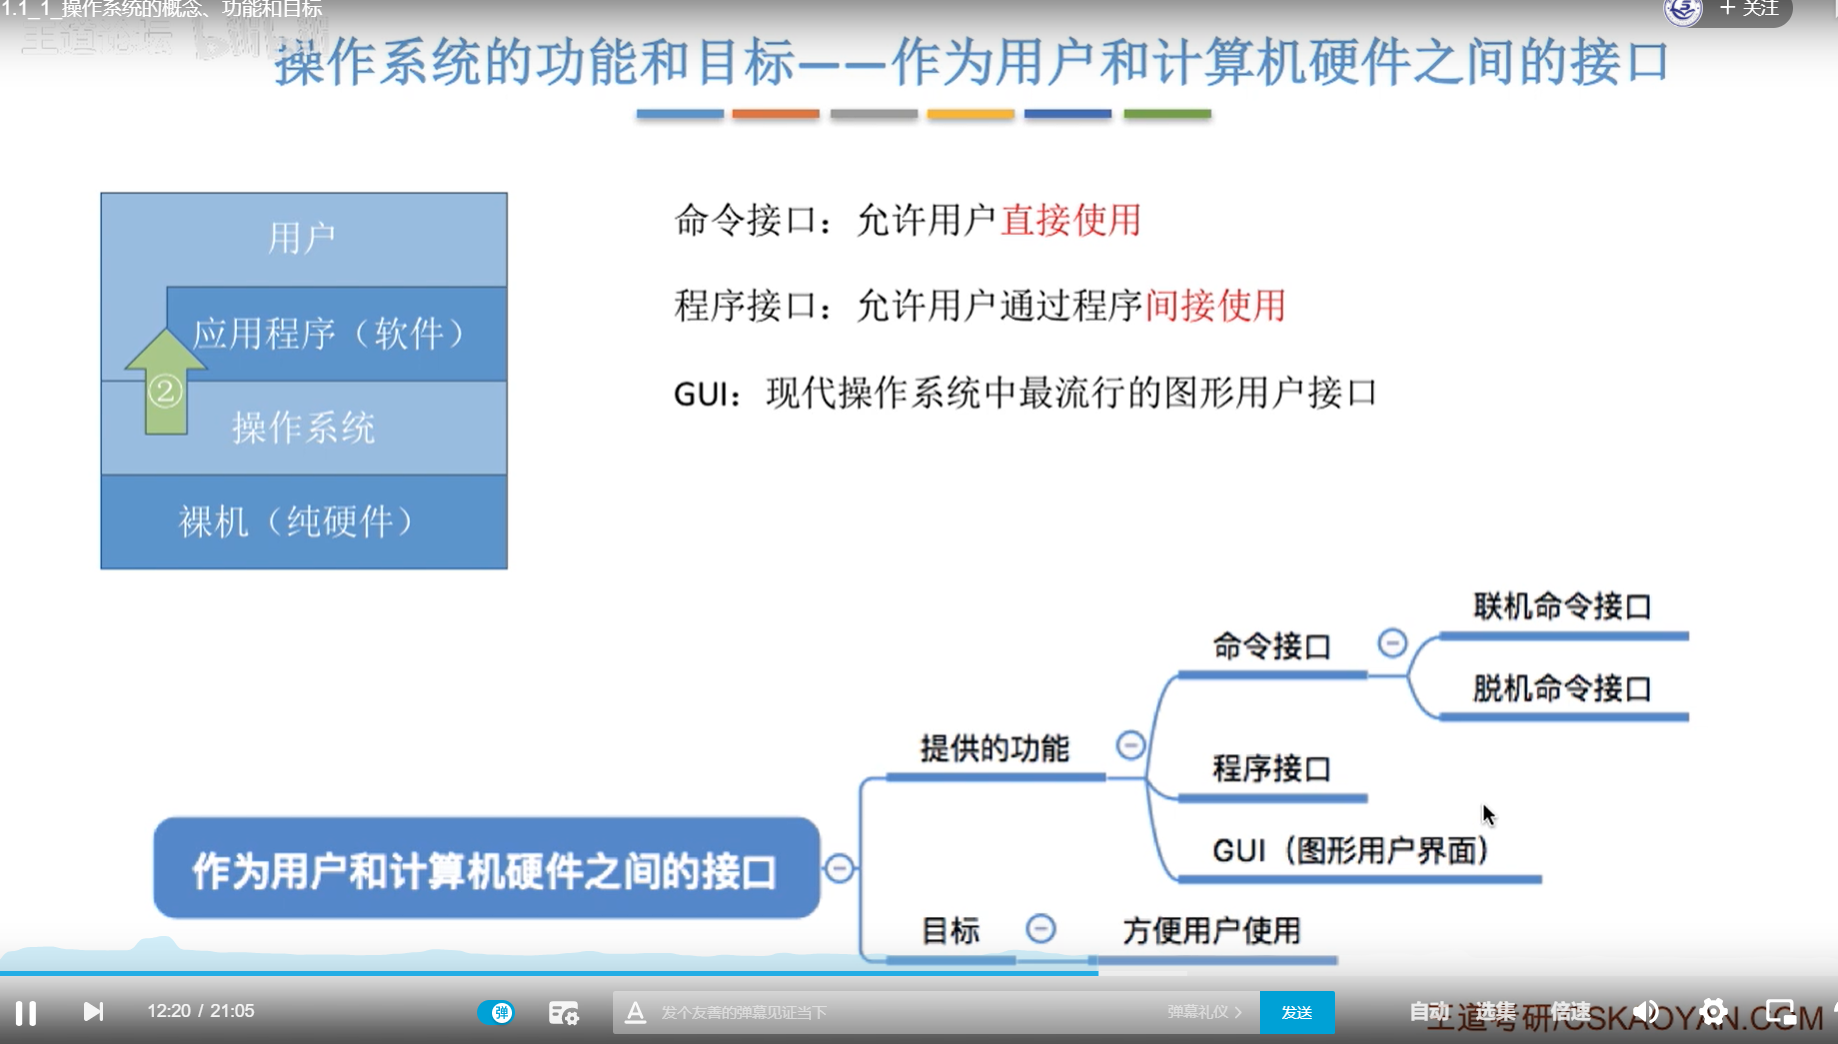 1.1_1_操作系统的概念、功能和目标
+ 关注
王道论坛 bilibili
操作系统的功能和目标——作为用户和计算机硬件之间的接口
用户
应用程序（软件）
②
操作系统
裸机（纯硬件）
命令接口：允许用户直接使用
程序接口：允许用户通过程序间接使用
GUI：现代操作系统中最流行的图形用户接口
联机命令接口
命令接口
脱机命令接口
提供的功能
程序接口
GUI（图形用户界面）
作为用户和计算机硬件之间的接口
目标
方便用户使用
12:20 / 21:05
弹
A 发个友善的弹幕见证当下
弹幕礼仪 >
发送
自动
选集
倍速
王道考研/CSKAOYAN.COM